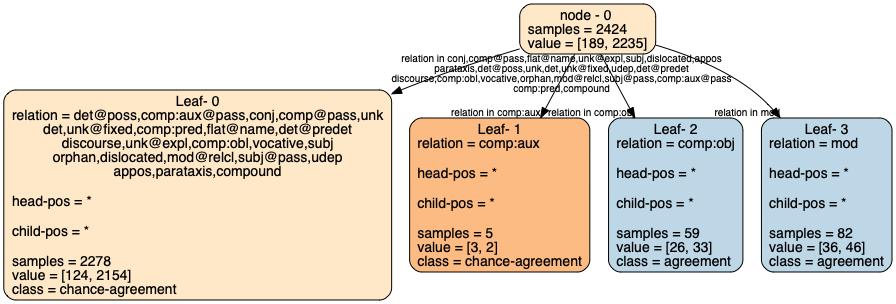 node - 0
samples = 2424
value = [189, 2235]
relation in conj,comp@pass,flat@name,unk@expl,subj,dislocated,appos
parataxis,det@poss,unk,det,unk@fixed,udep,det@predet
discourse,comp:obl,vocative,orphan,mod@relcl,subj@pass,comp:aux@pass
comp:pred,compound
relation in comp:aux
relation in comp:obj
relation in mod
Leaf- 0
relation = det@poss,comp:aux@pass,conj,comp@pass,unk
det,unk@fixed,comp:pred,flat@name,det@predet
discourse,unk@expl,comp:obl,vocative,subj
orphan,dislocated,mod@relcl,subj@pass,udep
appos,parataxis,compound
head-pos = *
child-pos = *
samples = 2278
value = [124, 2154]
class = chance-agreement
Leaf- 1
relation = comp:aux
head-pos = *
child-pos = *
samples = 5
value = [3, 2]
class = chance-agreement
Leaf- 2
relation = comp:obj
head-pos = *
child-pos = *
samples = 59
value = [26, 33]
class = agreement
Leaf- 3
relation = mod
head-pos = *
child-pos = *
samples = 82
value = [36, 46]
class = agreement